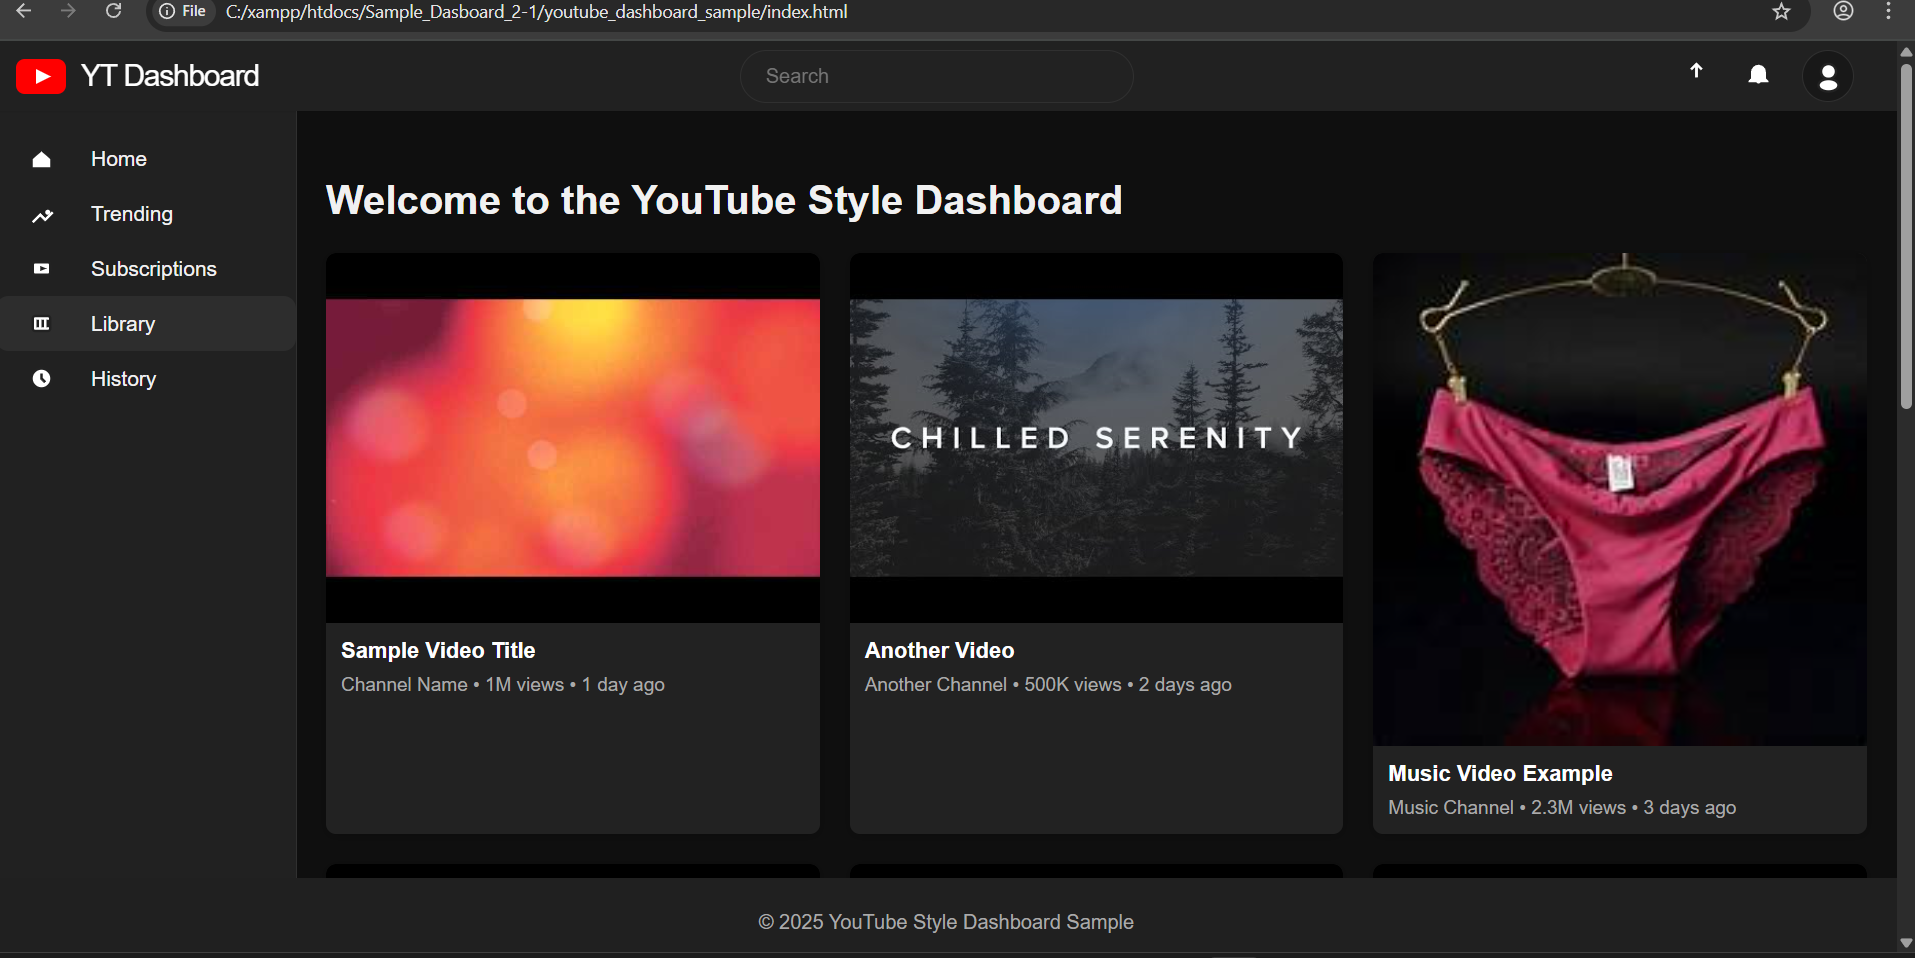 File C:/xampp/htdocs/Sample_Dasboard_2-1/youtube_dashboard_sample/index.html
YT Dashboard
Search
Home
Trending
Subscriptions
Library
History
Welcome to the YouTube Style Dashboard
CHILLED SERENITY
Sample Video Title
Channel Name • 1M views • 1 day ago
Another Video
Another Channel • 500K views • 2 days ago
Music Video Example
Music Channel • 2.3M views • 3 days ago
© 2025 YouTube Style Dashboard Sample